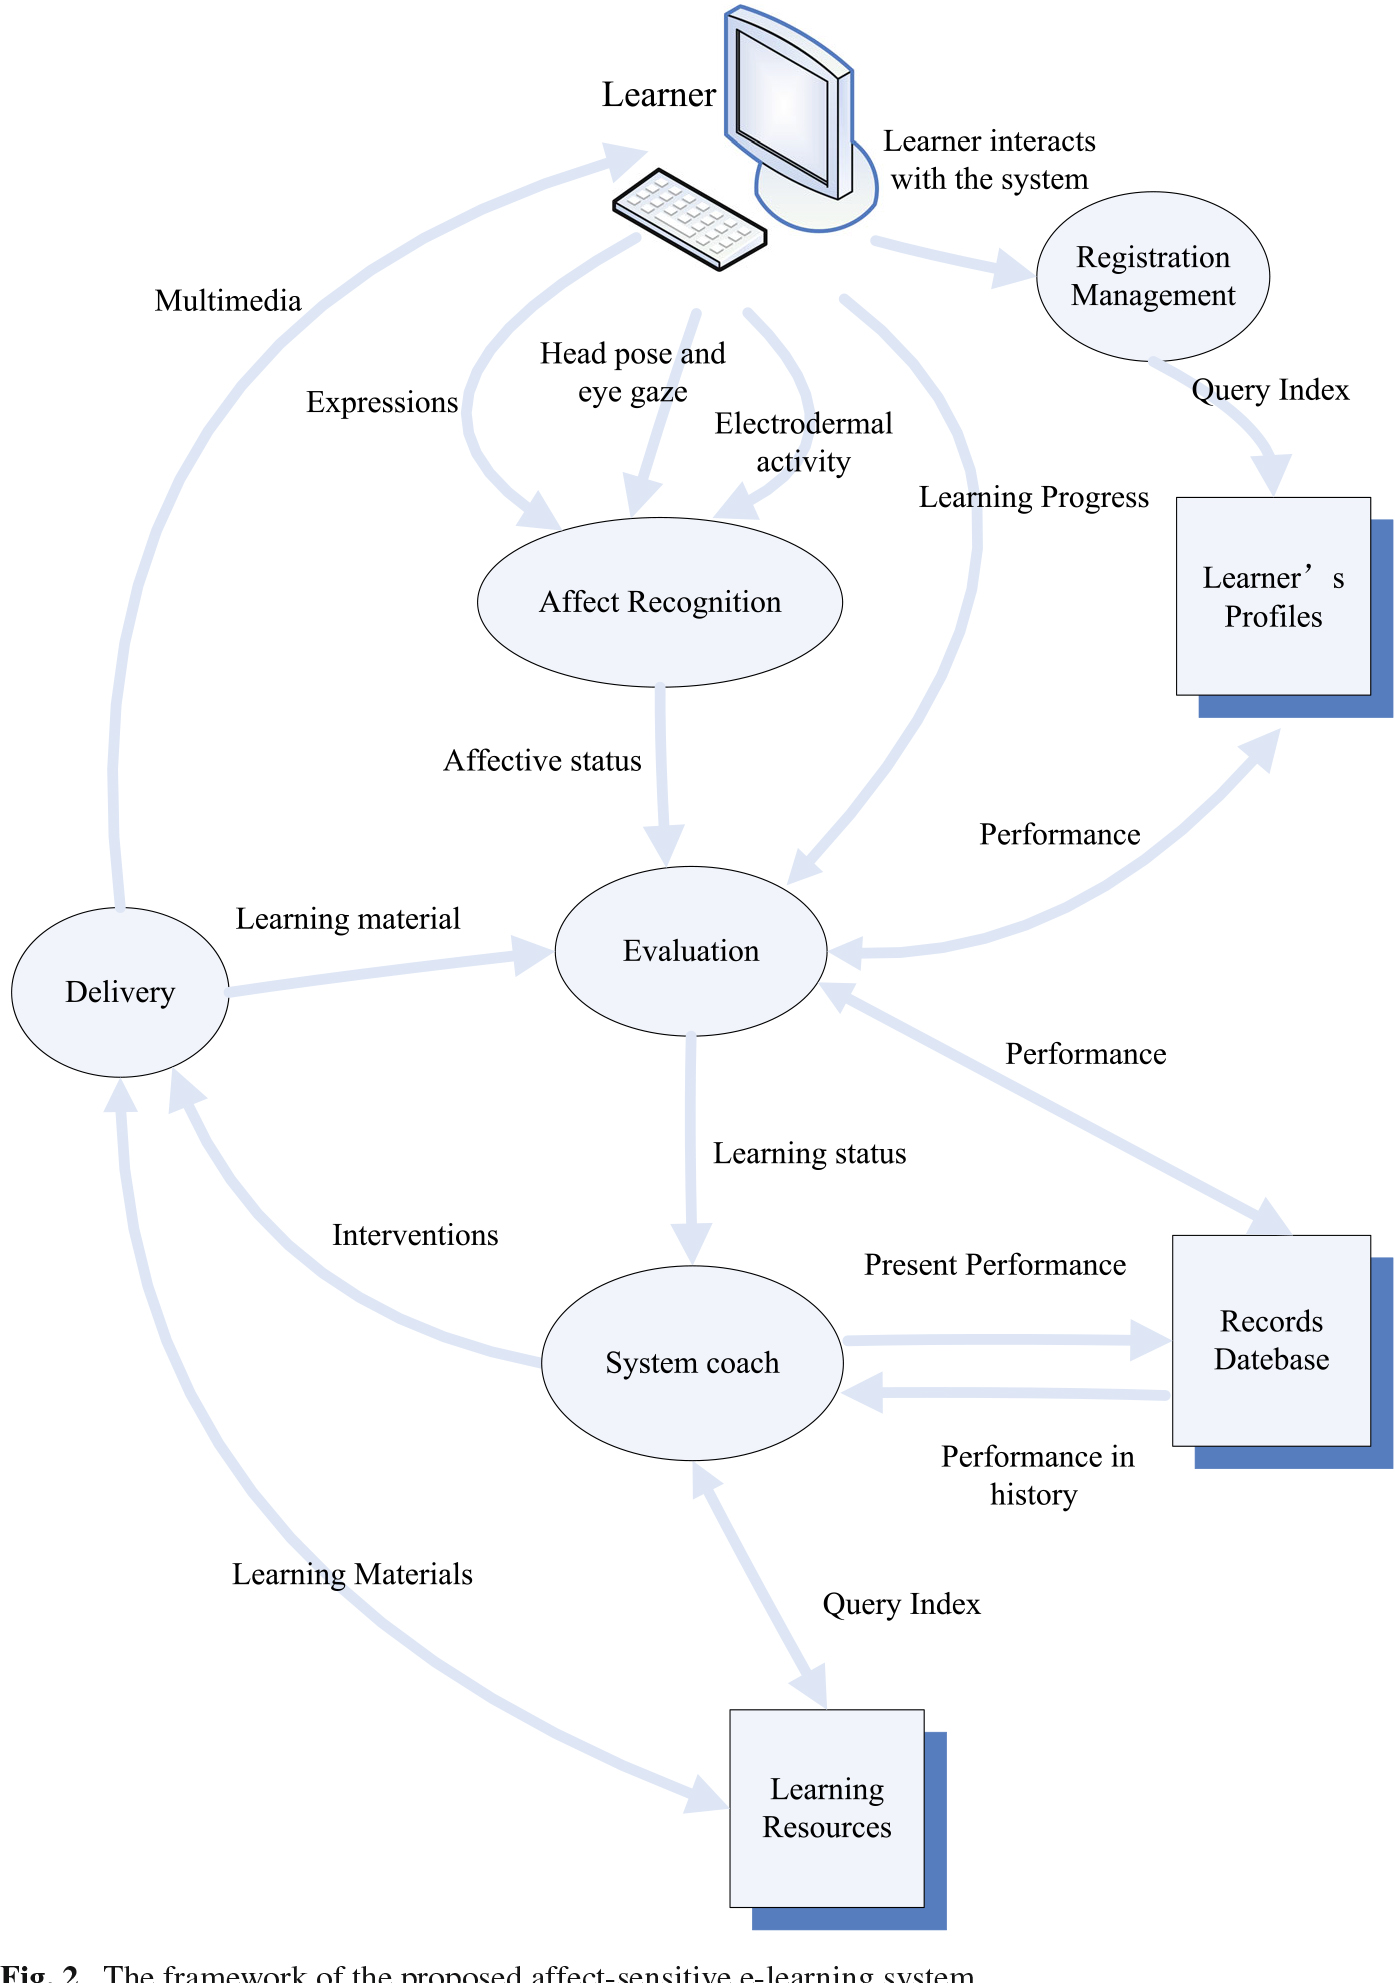 Learner
Learner interacts
with the system
Registration
Management
Multimedia
Head pose and
eye gaze
Expressions
Query Index
Electrodermal
activity
Learning Progress
Learner’s
Profiles
Affect Recognition
Affective status
Performance
Learning material
Evaluation
Delivery
Performance
Learning status
Interventions
Present Performance
Records
Datebase
System coach
Performance in
history
Learning Materials
Query Index
Learning
Resources
Fig. 2 The framework of the proposed affect-sensitive e-learning system